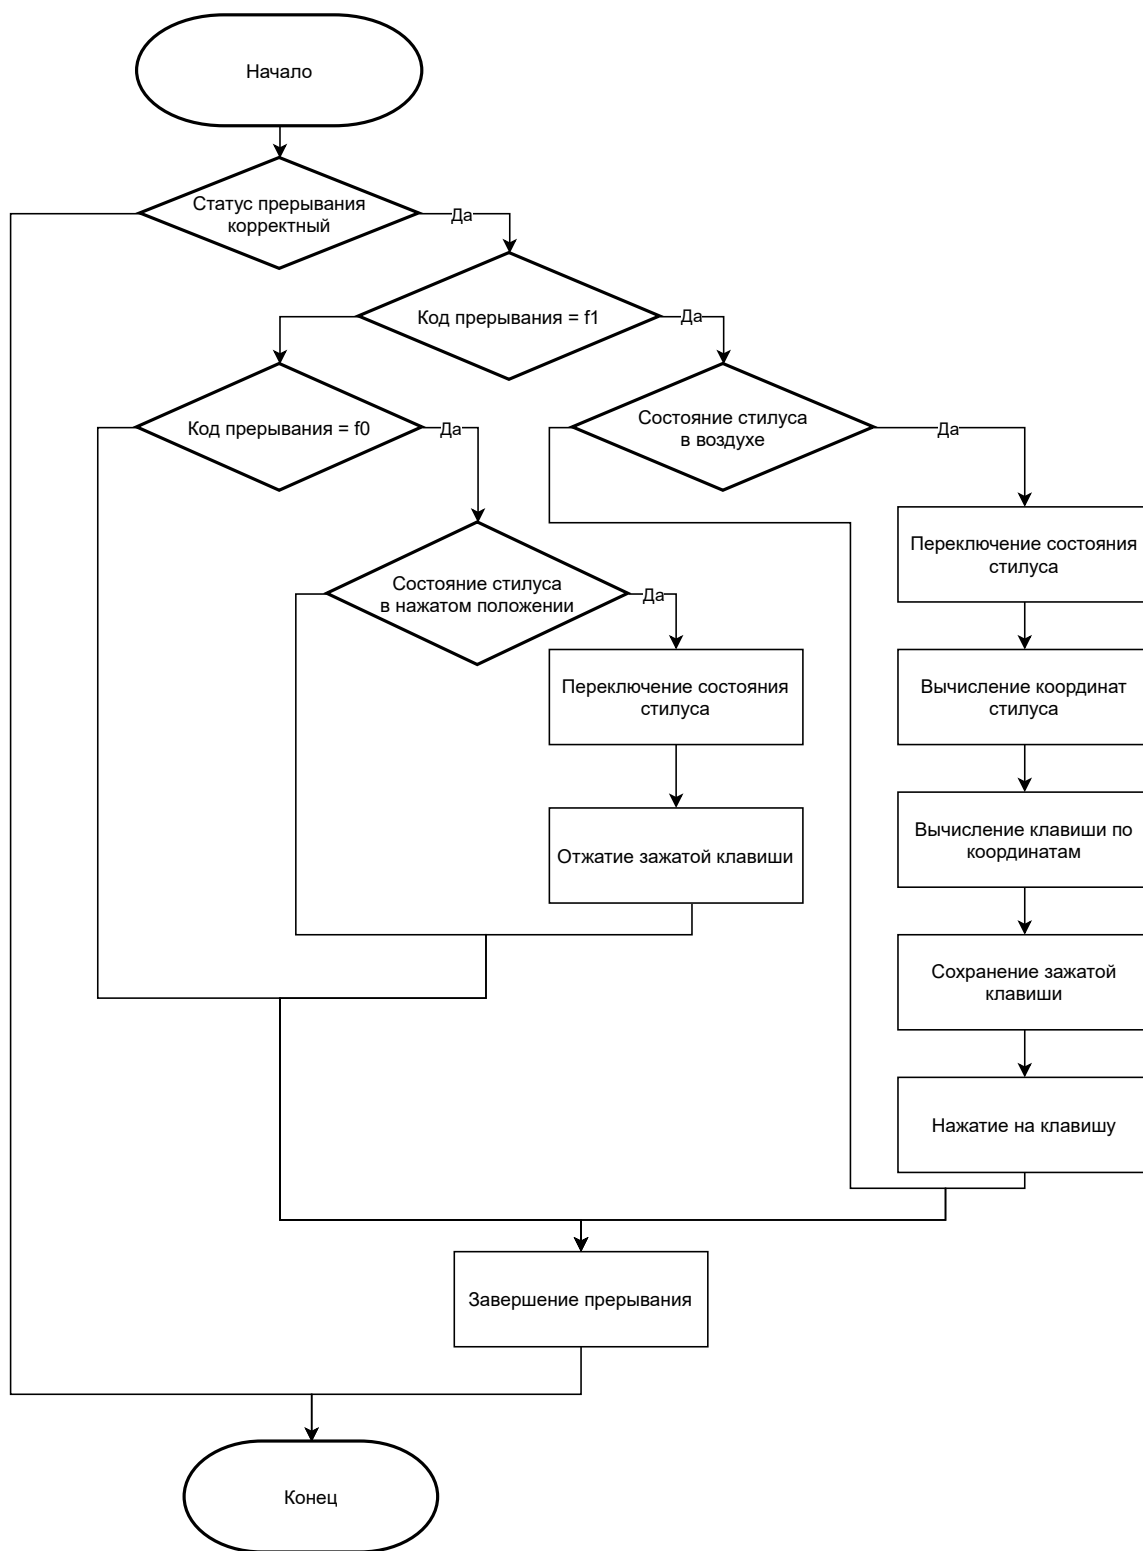 Начало
Статус прерывания
корректный
Да
Код прерывания = f1
Да
Код прерывания = f0
Да
Состояние стилуса
в воздухе
Да
Переключение состояния
стилуса
Состояние стилуса
в нажатом положении
Да
Переключение состояния
стилуса
Вычисление координат
стилуса
Отжатие зажатой клавиши
Вычисление клавиши по
координатам
Сохранение зажатой
клавиши
Нажатие на клавишу
Завершение прерывания
Конец